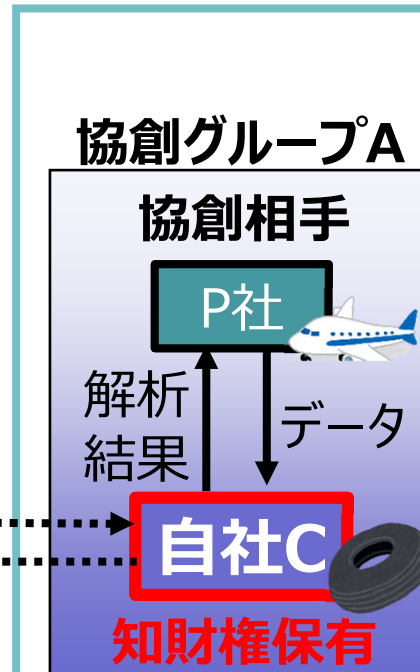 協創グループA
協創相手
P社
解析
結果
データ
自社C
知財権保有